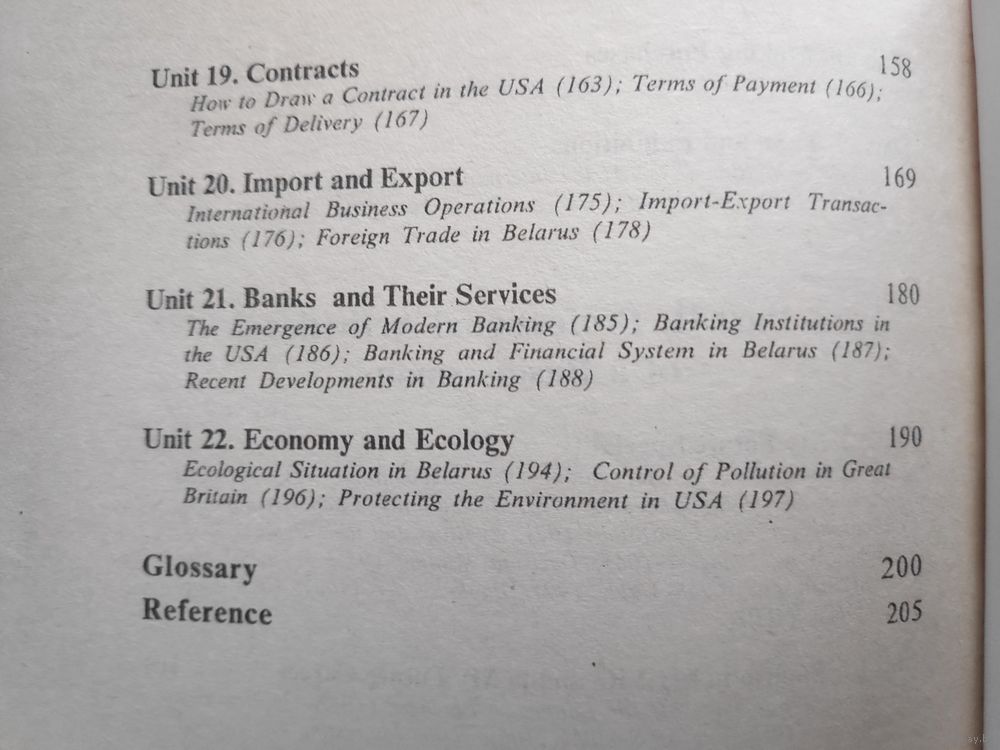 Unit 19. Contracts 158
How to Draw a Contract in the USA (163); Terms of Payment (166);
Terms of Delivery (167)
Unit 20. Import and Export 169
International Business Operations (175); Import-Export Transac-
tions (176); Foreign Trade in Belarus (178)
Unit 21. Banks and Their Services 180
The Emergence of Modern Banking (185); Banking Institutions in
the USA (186); Banking and Financial System in Belarus (187);
Recent Developments in Banking (188)
Unit 22. Economy and Ecology 190
Ecological Situation in Belarus (194); Control of Pollution in Great
Britain (196); Protecting the Environment in USA (197)
Glossary 200
Reference 205